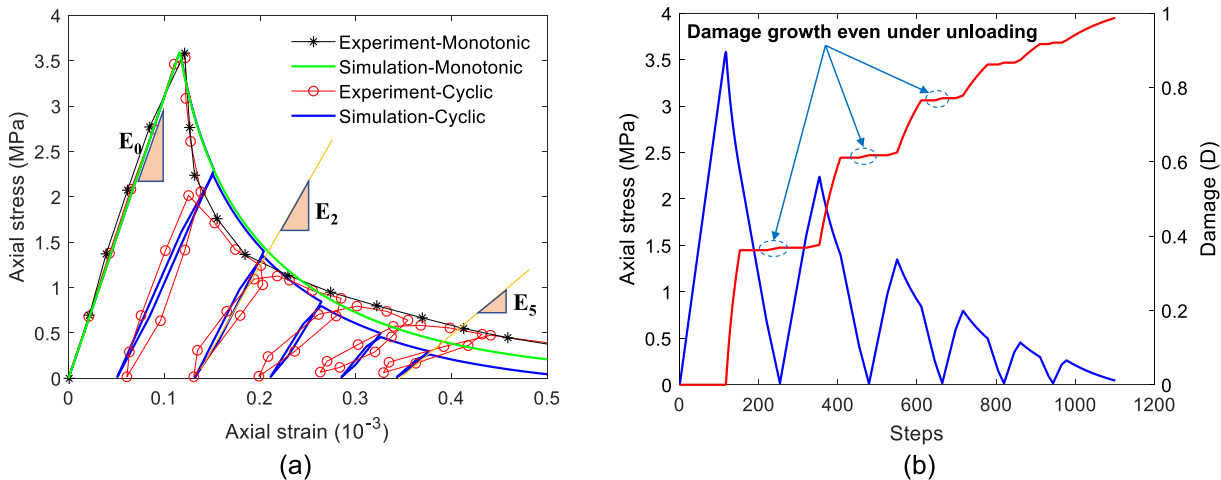 4
3.5
3
2.5
2
1.5
1
0.5
0
Axial stress (MPa)
0
0.1
0.2
0.3
0.4
0.5
Axial strain (10-3)
Experiment-Monotonic
Simulation-Monotonic
Experiment-Cyclic
Simulation-Cyclic
E0
E2
E5
(a)
Damage growth even under unloading
4
3.5
3
2.5
2
1.5
1
0.5
0
Axial stress (MPa)
0
200
400
600
800
1000
1200
Steps
1
0.8
0.6
0.4
0.2
0
Damage (D)
(b)